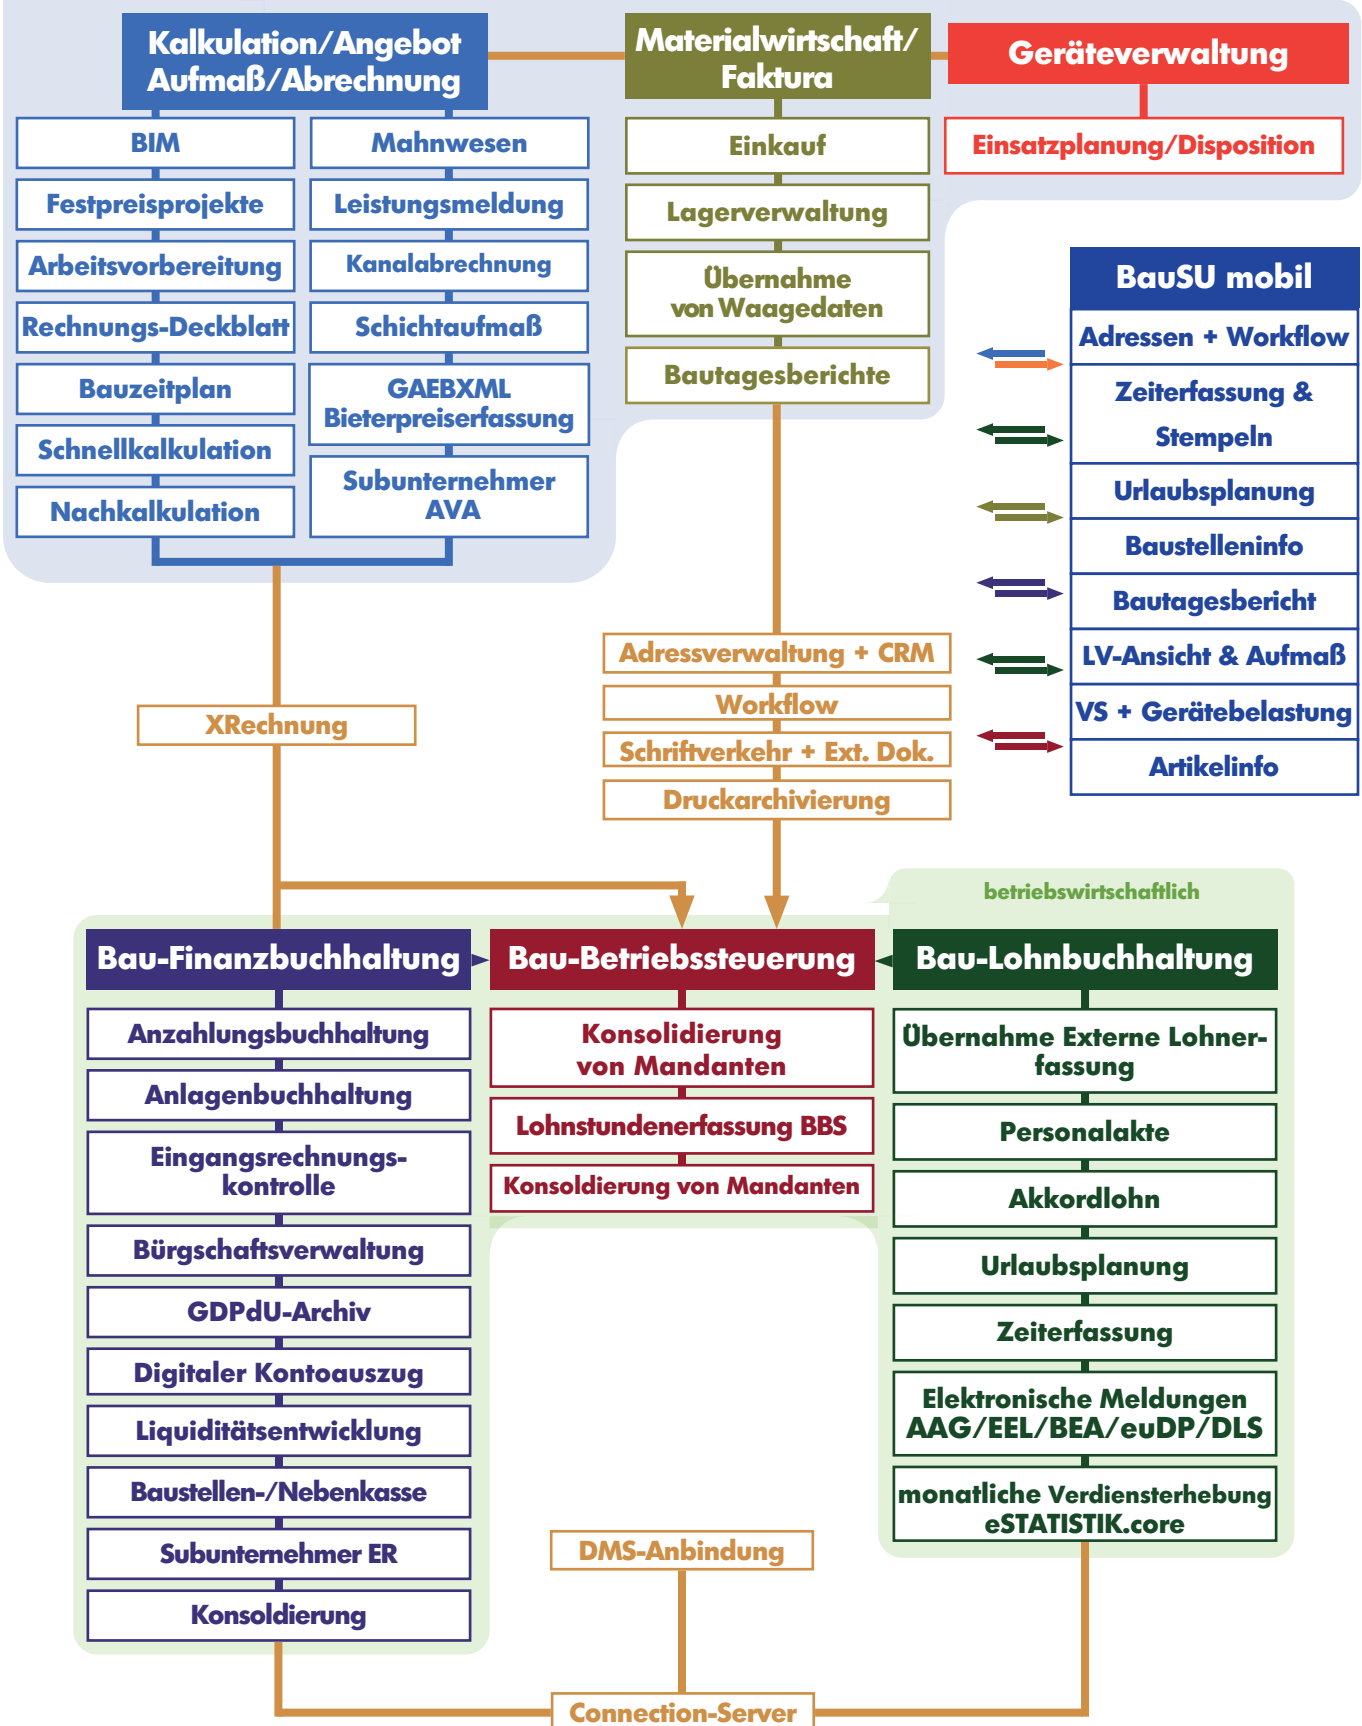 Kalkulation/Angebot
Aufmaß/Abrechnung
BIM
Festpreisprojekte
Arbeitsvorbereitung
Rechnungs-Deckblatt
Bauzeitplan
Schnellkalkulation
Nachkalkulation
Mahnwesen
Leistungsmeldung
Kanalabrechnung
Schichtaufmaß
GAEBXML
Bieterpreiserfassung
Subunternehmer
AVA
Materialwirtschaft/
Faktura
Einkauf
Lagerverwaltung
Übernahme
von Waagedaten
Bautagesberichte
Geräteverwaltung
Einsatzplanung/Disposition
BauSU mobil
Adressen + Workflow
Zeiterfassung &
Stempeln
Urlaubsplanung
Baustelleninfo
Bautagesbericht
LV-Ansicht & Aufmaß
VS + Gerätebelastung
Artikelinfo
XRechnung
Adressverwaltung + CRM
Workflow
Schriftverkehr + Ext. Dok.
Druckarchivierung
betriebswirtschaftlich
Bau-Finanzbuchhaltung
Anzahlungsbuchhaltung
Anlagenbuchhaltung
Eingangsrechnungs-
kontrolle
Bürgschaftsverwaltung
GDPdU-Archiv
Digitaler Kontoauszug
Liquiditätsentwicklung
Baustellen-/Nebenkasse
Subunternehmer ER
Konsoldierung
Bau-Betriebssteuerung
Konsolidierung
von Mandanten
Lohnstundenerfassung BBS
Konsoldierung von Mandanten
Bau-Lohnbuchhaltung
Übernahme Externe Lohner-
fassung
Personalakte
Akkordlohn
Urlaubsplanung
Zeiterfassung
Elektronische Meldungen
AAG/EEL/BEA/euDP/DLS
monatliche Verdiensterhebung
eSTATISTIK.core
DMS-Anbindung
Connection-Server